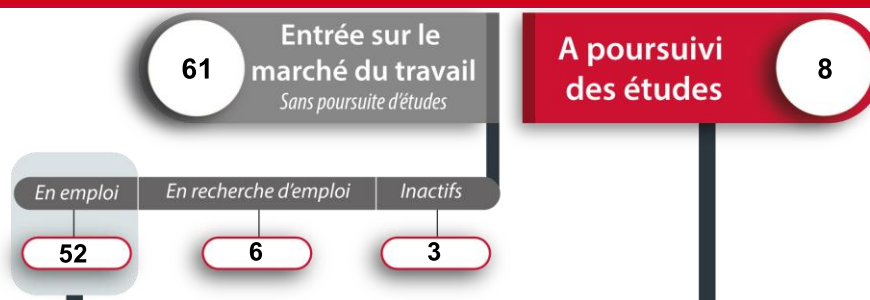 61
Entrée sur le
marché du travail
Sans poursuite d'études
A poursuivi
des études
8
En emploi
En recherche d'emploi
Inactifs
52
6
3